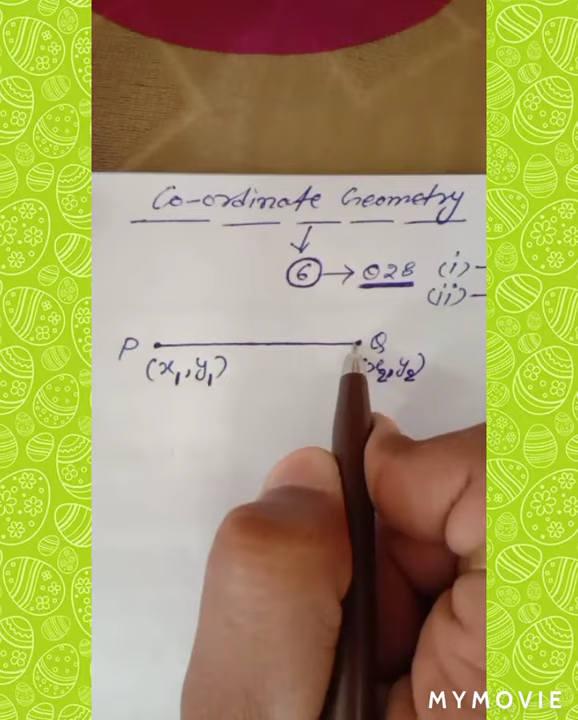 Co-ordinate Geometry
↓
6 → 028 (i) –
(ii) –
P Q
(x₁, y₁) (x₂, y₂)
MYMOVIE